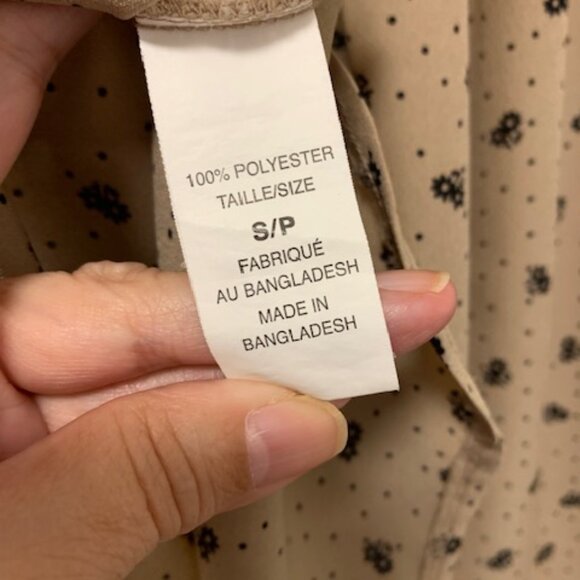 100% POLYESTER
TAILLE/SIZE
S/P
FABRIQUÉ
AU BANGLADESH
MADE IN
BANGLADESH